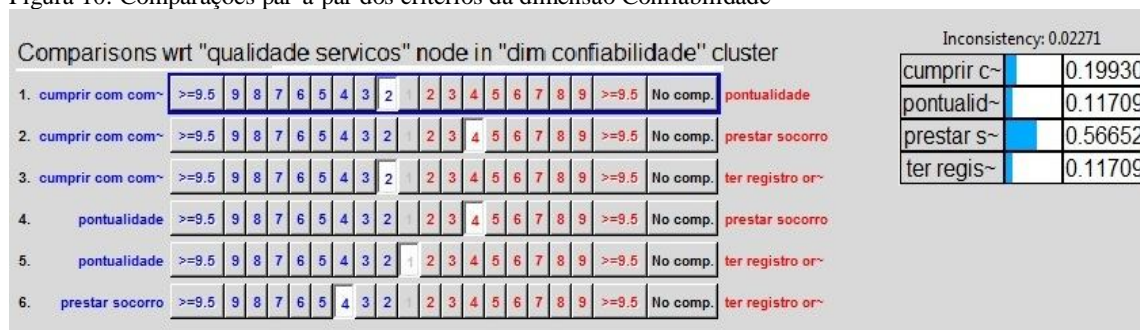 Figura 10: Comparações par a par dos critérios da dimensão Confiabilidade
Comparisons wrt "qualidade servicos" node in "dim confiabilidade" cluster
1. cumprir com com~ >=9.5 9 8 7 6 5 4 3 2 1 2 3 4 5 6 7 8 9 >=9.5 No comp. pontualidade
2. cumprir com com~ >=9.5 9 8 7 6 5 4 3 2 1 2 3 4 5 6 7 8 9 >=9.5 No comp. prestar socorro
3. cumprir com com~ >=9.5 9 8 7 6 5 4 3 2 1 2 3 4 5 6 7 8 9 >=9.5 No comp. ter registro or~
4. pontualidade >=9.5 9 8 7 6 5 4 3 2 1 2 3 4 5 6 7 8 9 >=9.5 No comp. prestar socorro
5. pontualidade >=9.5 9 8 7 6 5 4 3 2 1 2 3 4 5 6 7 8 9 >=9.5 No comp. ter registro or~
6. prestar socorro >=9.5 9 8 7 6 5 4 3 2 1 2 3 4 5 6 7 8 9 >=9.5 No comp. ter registro or~
Inconsistency: 0.02271
cumprir c~ 0.19930
pontualid~ 0.11709
prestar s~ 0.56652
ter regis~ 0.11709